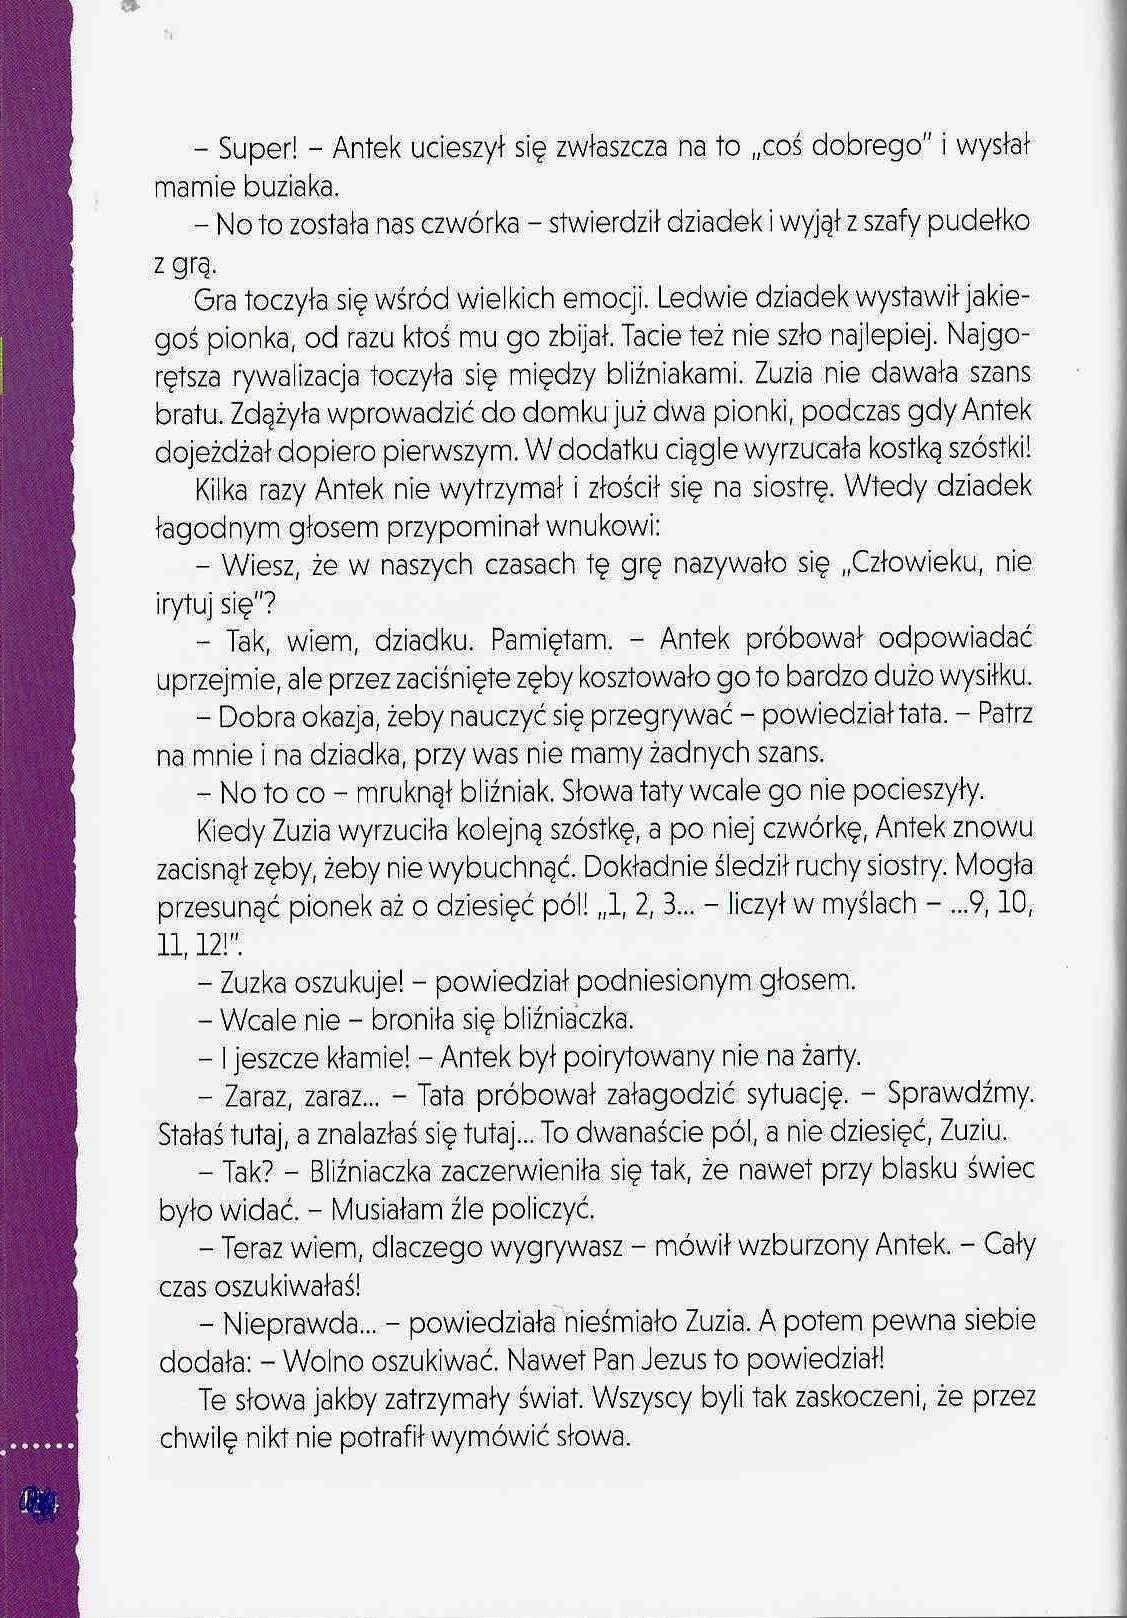 – Super! – Antek ucieszył się zwłaszcza na to „coś dobrego" i wysłał
mamie buziaka.
– No to została nas czwórka – stwierdził dziadek i wyjął z szafy pudełko
z grą.
Gra toczyła się wśród wielkich emocji. Ledwie dziadek wystawił jakie-
goś pionka, od razu ktoś mu go zbijał. Tacie też nie szło najlepiej. Najgo-
rętsza rywalizacja toczyła się między bliźniakami. Zuzia nie dawała szans
bratu. Zdążyła wprowadzić do domku już dwa pionki, podczas gdy Antek
dojeżdżał dopiero pierwszym. W dodatku ciągle wyrzucała kostką szóstki!
Kilka razy Antek nie wytrzymał i złościł się na siostrę. Wtedy dziadek
łagodnym głosem przypominał wnukowi:
– Wiesz, że w naszych czasach tę grę nazywało się „Człowieku, nie
irytuj się"?
– Tak, wiem, dziadku. Pamiętam. – Antek próbował odpowiadać
uprzejmie, ale przez zaciśnięte zęby kosztowało go to bardzo dużo wysiłku.
– Dobra okazja, żeby nauczyć się przegrywać – powiedział tata. – Patrz
na mnie i na dziadka, przy was nie mamy żadnych szans.
– No to co – mruknął bliźniak. Słowa taty wcale go nie pocieszyły.
Kiedy Zuzia wyrzuciła kolejną szóstkę, a po niej czwórkę, Antek znowu
zacisnął zęby, żeby nie wybuchnąć. Dokładnie śledził ruchy siostry. Mogła
przesunąć pionek aż o dziesięć pól! „1, 2, 3... – liczył w myślach – ...9, 10,
11, 12!".
– Zuzka oszukuje! – powiedział podniesionym głosem.
– Wcale nie – broniła się bliźniaczka.
– I jeszcze kłamie! – Antek był poirytowany nie na żarty.
– Zaraz, zaraz... – Tata próbował załagodzić sytuację. – Sprawdźmy.
Stałaś tutaj, a znalazłaś się tutaj... To dwanaście pól, a nie dziesięć, Zuziu.
– Tak? – Bliźniaczka zaczerwieniła się tak, że nawet przy blasku świec
było widać. – Musiałam źle policzyć.
– Teraz wiem, dlaczego wygrywasz – mówił wzburzony Antek. – Cały
czas oszukiwałaś!
– Nieprawda... – powiedziała nieśmiało Zuzia. A potem pewna siebie
dodała: – Wolno oszukiwać. Nawet Pan Jezus to powiedział!
Te słowa jakby zatrzymały świat. Wszyscy byli tak zaskoczeni, że przez
chwilę nikt nie potrafił wymówić słowa.